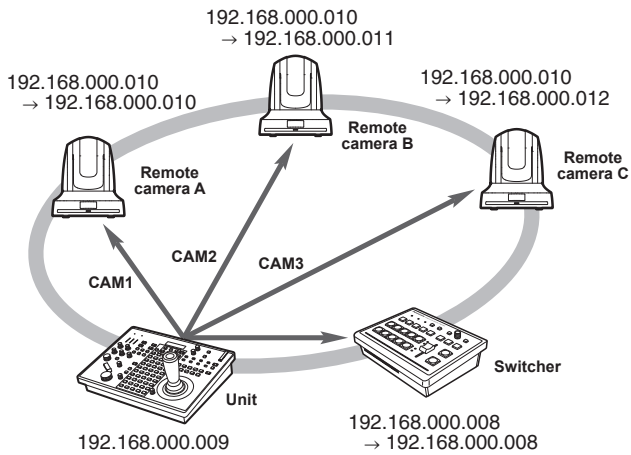 192.168.000.010
→ 192.168.000.011
192.168.000.010
→ 192.168.000.010
192.168.000.010
→ 192.168.000.012
Remote
camera A
Remote
camera B
Remote
camera C
CAM1
CAM2
CAM3
Unit
Switcher
192.168.000.009
192.168.000.008
→ 192.168.000.008